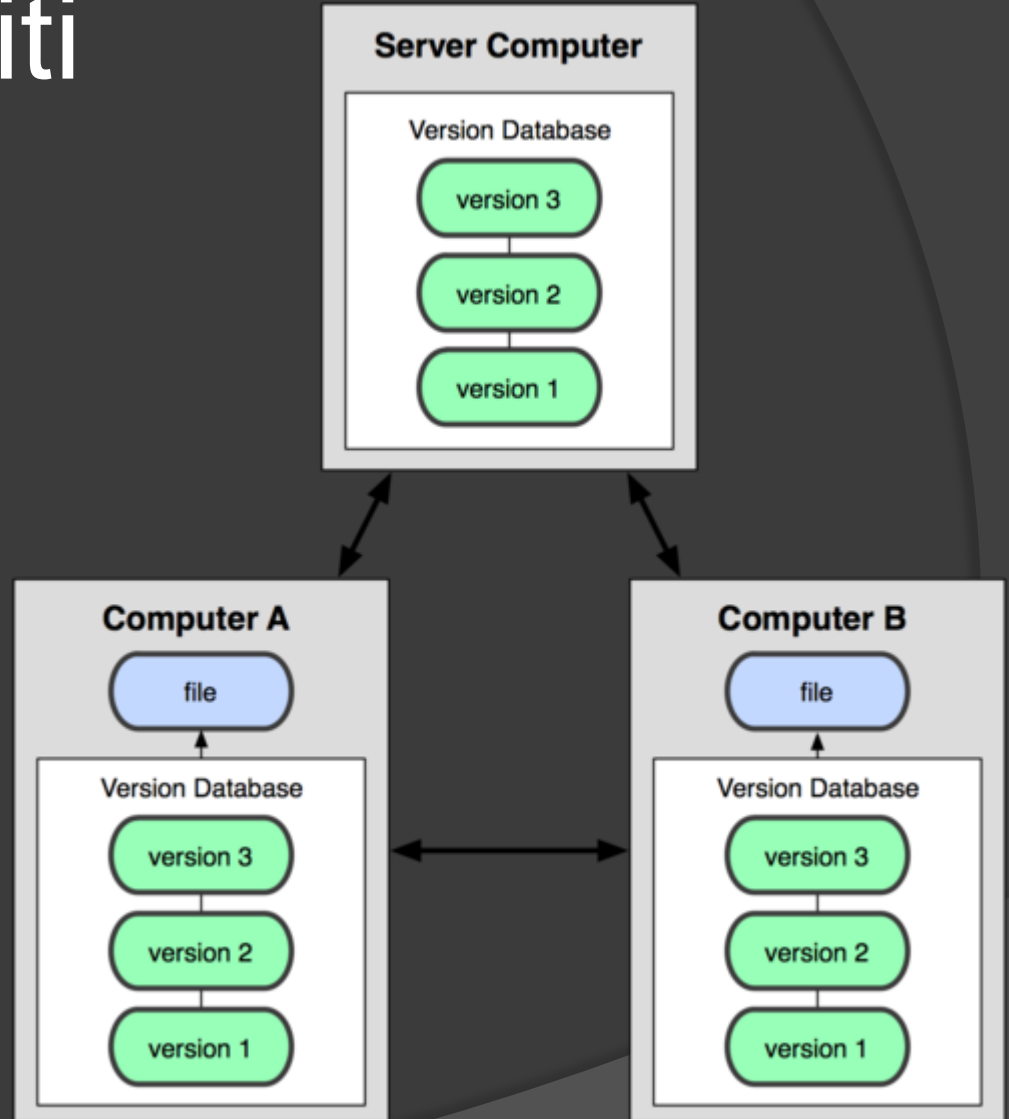 iti
Server Computer
Version Database
version 3
version 2
version 1
Computer A
file
Version Database
version 3
version 2
version 1
Computer B
file
Version Database
version 3
version 2
version 1